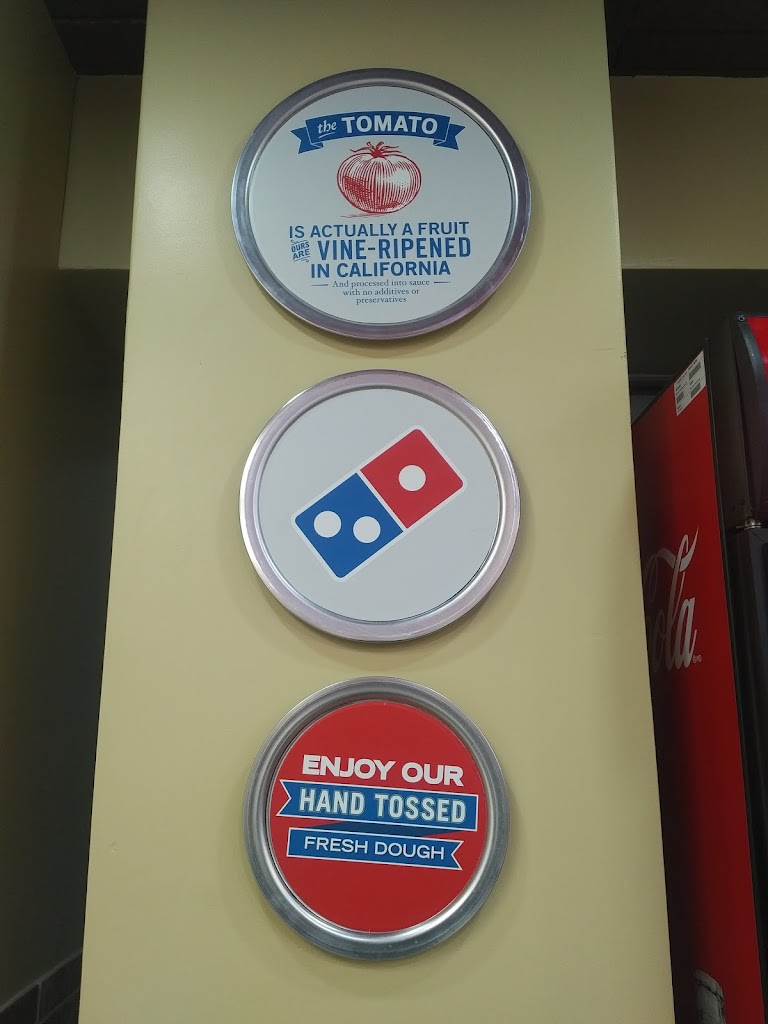 the TOMATO
IS ACTUALLY A FRUIT
OURS ARE VINE-RIPENED
IN CALIFORNIA
And processed into sauce
with no additives or
preservatives
ENJOY OUR
HAND TOSSED
FRESH DOUGH
Cola